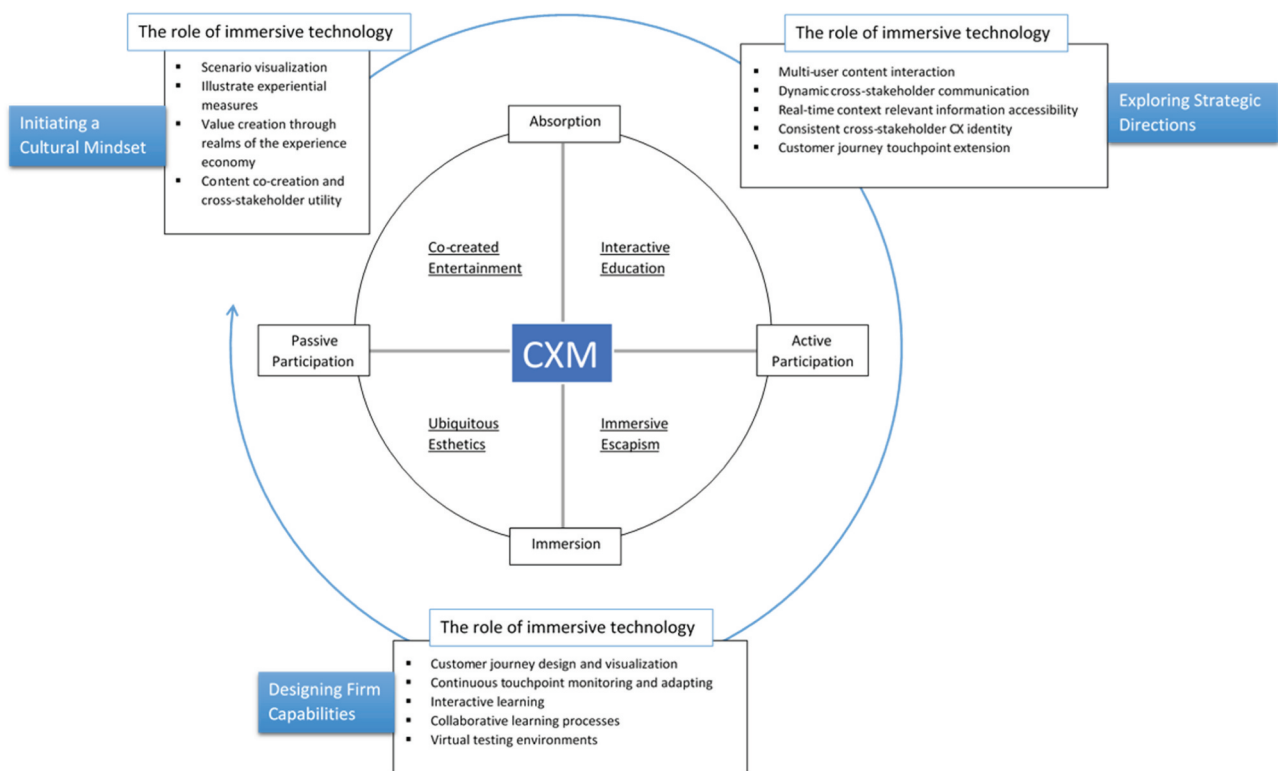 The role of immersive technology
Scenario visualization
Illustrate experiential
measures
Value creation through
realms of the experience
economy
Content co-creation and
cross-stakeholder utility
Initiating a
Cultural Mindset
The role of immersive technology
Multi-user content interaction
Dynamic cross-stakeholder communication
Real-time context relevant information accessibility
Consistent cross-stakeholder CX identity
Customer journey touchpoint extension
Exploring Strategic
Directions
Absorption
Co-created
Entertainment
Interactive
Education
Passive
Participation
CXM
Active
Participation
Ubiquitous
Esthetics
Immersive
Escapism
Immersion
The role of immersive technology
Customer journey design and visualization
Continuous touchpoint monitoring and adapting
Interactive learning
Collaborative learning processes
Virtual testing environments
Designing Firm
Capabilities